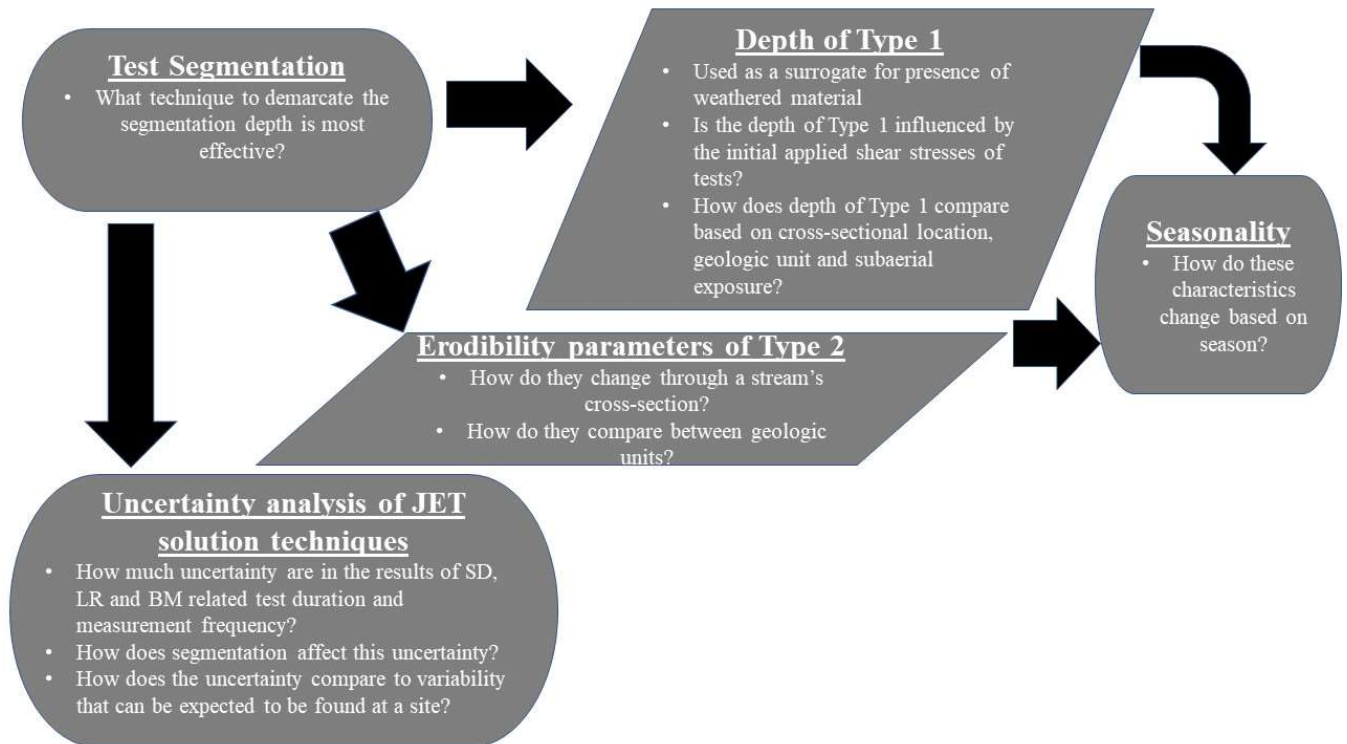 Test Segmentation
• What technique to demarcate the
segmentation depth is most
effective?
Depth of Type 1
• Used as a surrogate for presence of
weathered material
• Is the depth of Type 1 influenced by
the initial applied shear stresses of
tests?
• How does depth of Type 1 compare
based on cross-sectional location,
geologic unit and subaerial
exposure?
Seasonality
• How do these
characteristics
change based on
season?
Erodibility parameters of Type 2
• How do they change through a stream's
cross-section?
• How do they compare between geologic
units?
Uncertainty analysis of JET
solution techniques
• How much uncertainty are in the results of SD,
LR and BM related test duration and
measurement frequency?
• How does segmentation affect this uncertainty?
• How does the uncertainty compare to variability
that can be expected to be found at a site?